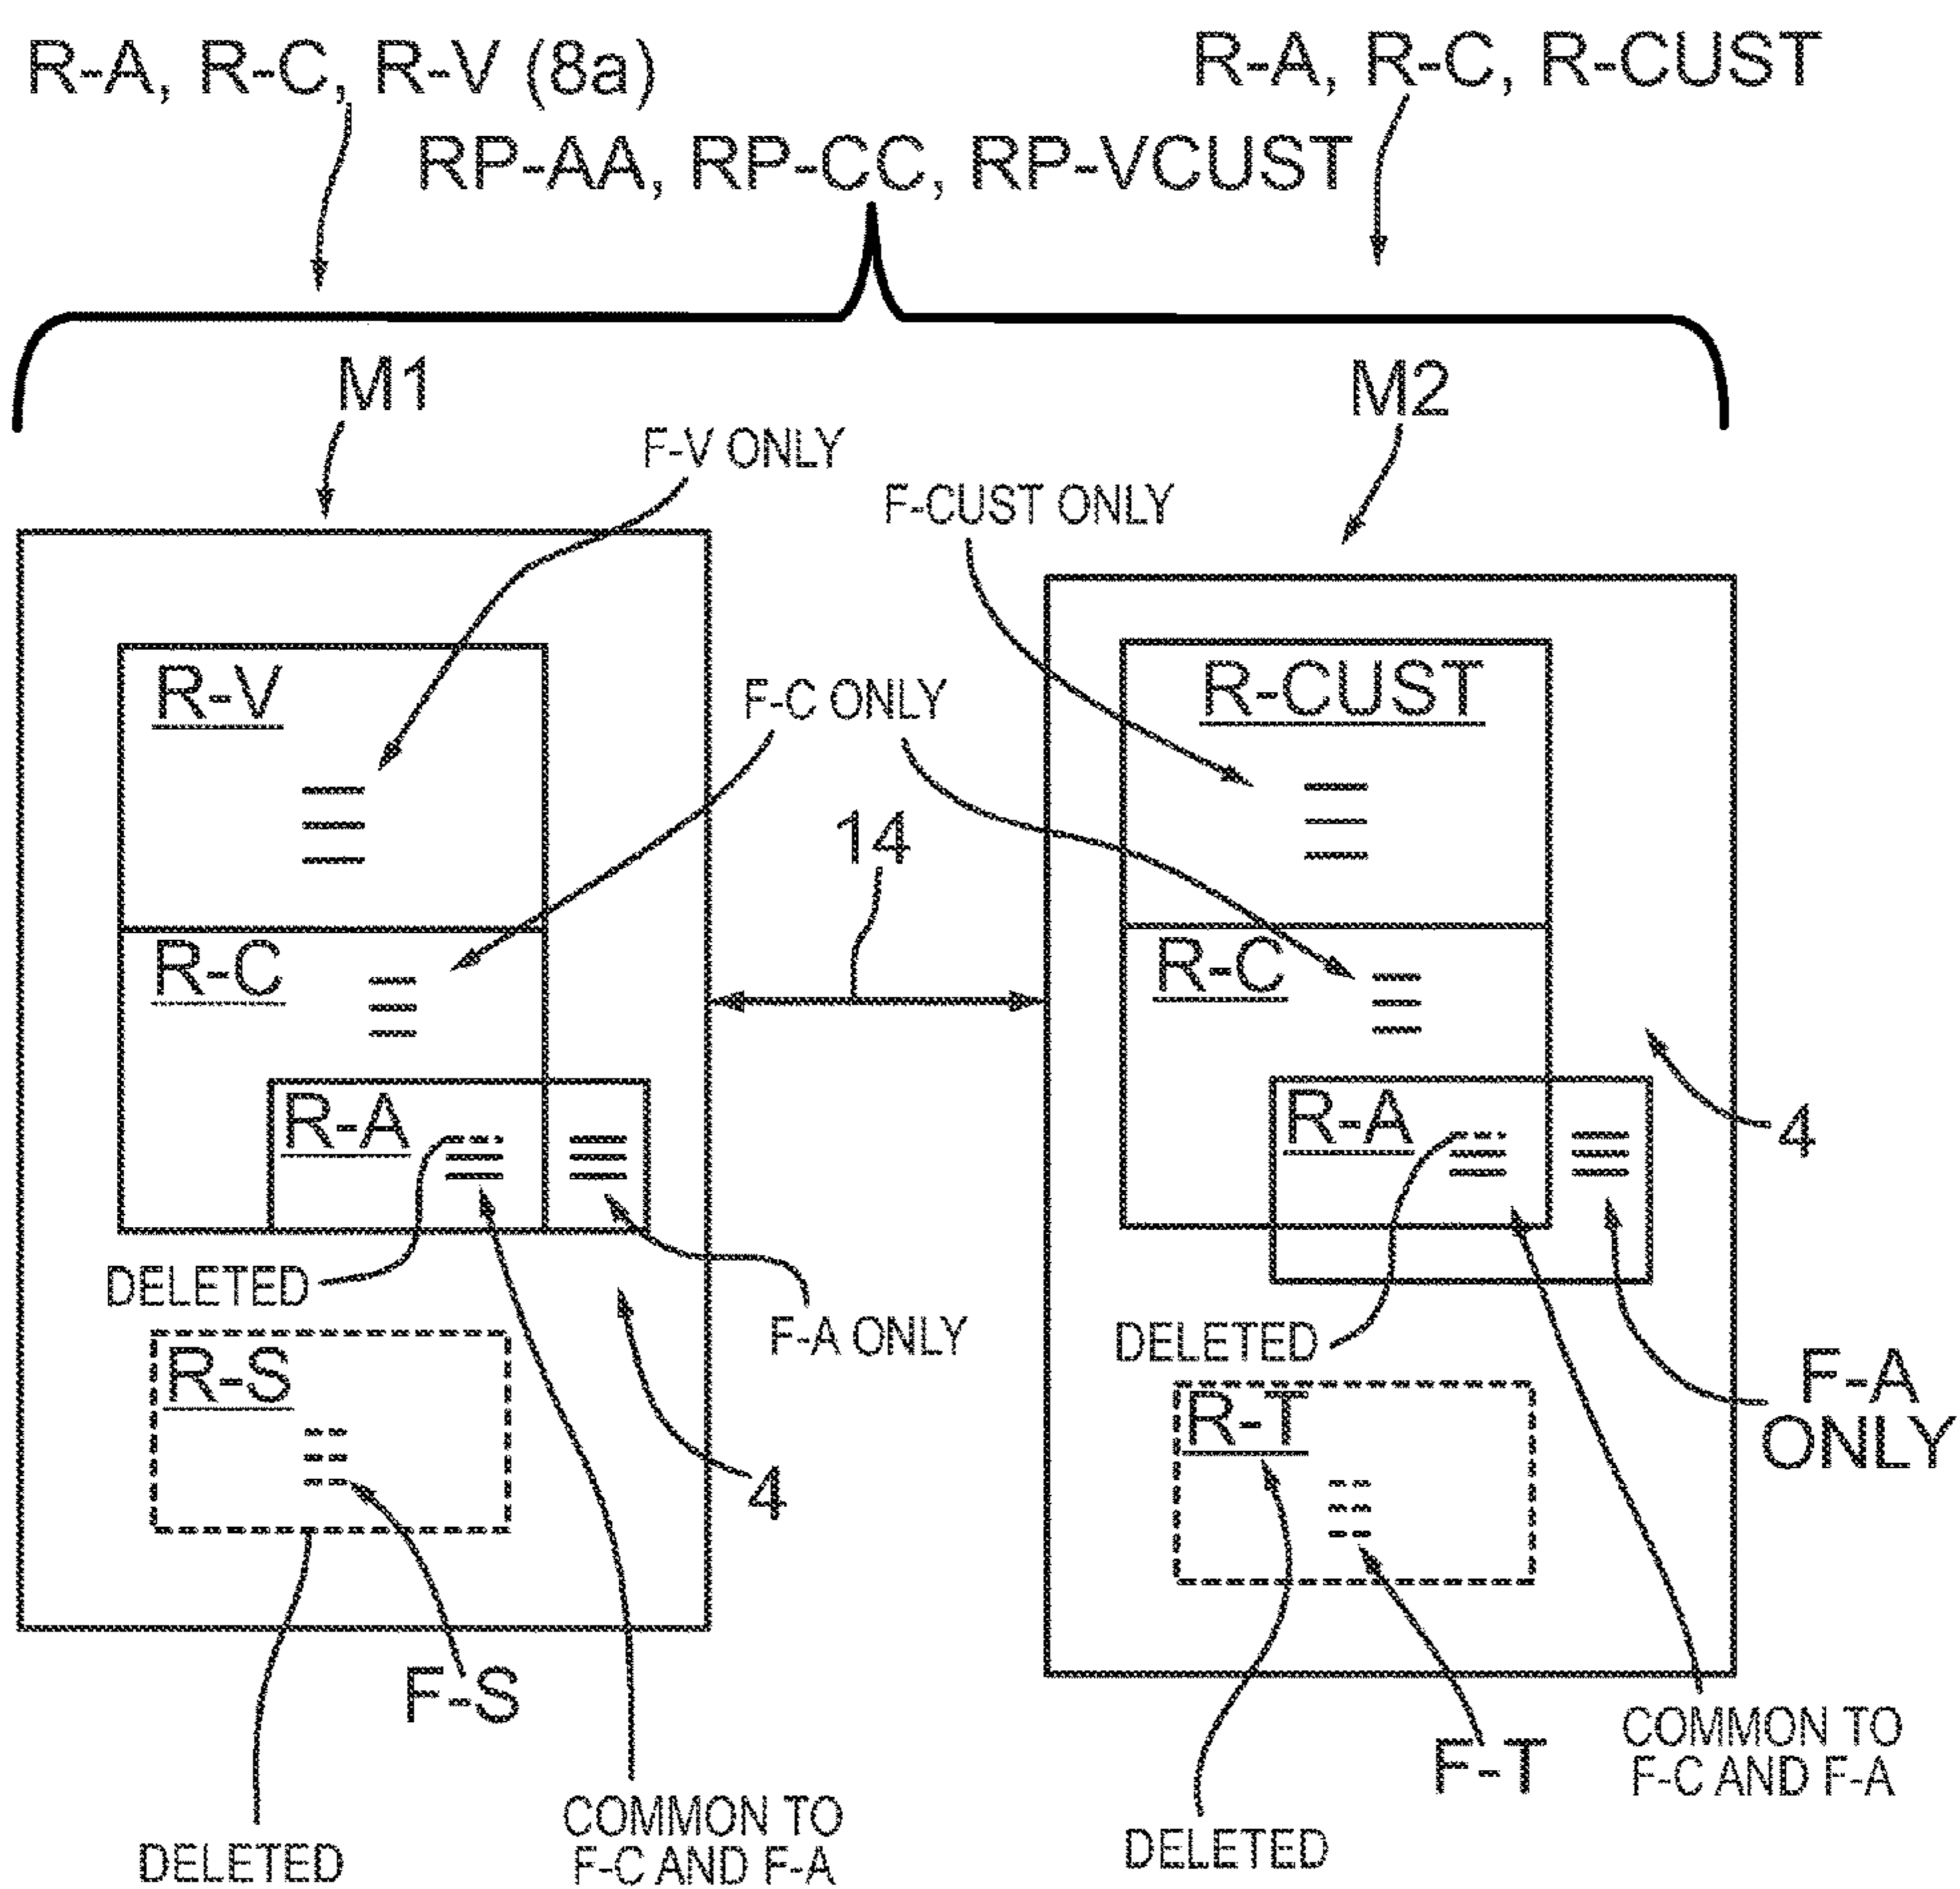 R-A, R-C, R-V (8a)
R-A, R-C, R-CUST
RP-AA, RP-CC, RP-VCUST
M1
M2
F-V ONLY
F-CUST ONLY
R-V
F-C ONLY
R-CUST
14
R-C
R-C
R-A
R-A
4
DELETED
F-A ONLY
DELETED
R-S
F-A
ONLY
R-T
4
F-S
F-T
COMMON TO
F-C AND F-A
COMMON TO
F-C AND F-A
DELETED
DELETED